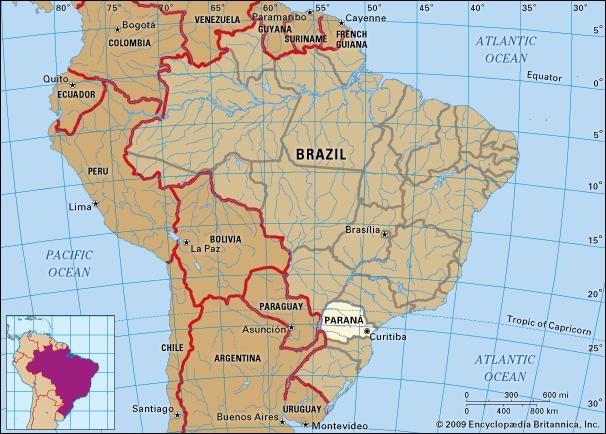 80°
75°
70°
65°
60°
55°
50°
45°
40°
35°
5°
Bogotá
COLOMBIA
VENEZUELA
Paramaribo
GUYANA
SURINAME
Cayenne
FRENCH
GUIANA
ATLANTIC
OCEAN
Equator
0°
Quito
ECUADOR
5°
PERU
BRAZIL
10°
Lima
15°
BOLIVIA
La Paz
Brasília
PACIFIC
OCEAN
20°
PARAGUAY
PARANÁ
Tropic of Capricorn
Asunción
Curitiba
25°
CHILE
ARGENTINA
ATLANTIC
OCEAN
30°
0 300 600 mi
0 400 800 km
Santiago
URUGUAY
Buenos Aires
Montevideo
© 2009 Encyclopædia Britannica, Inc.